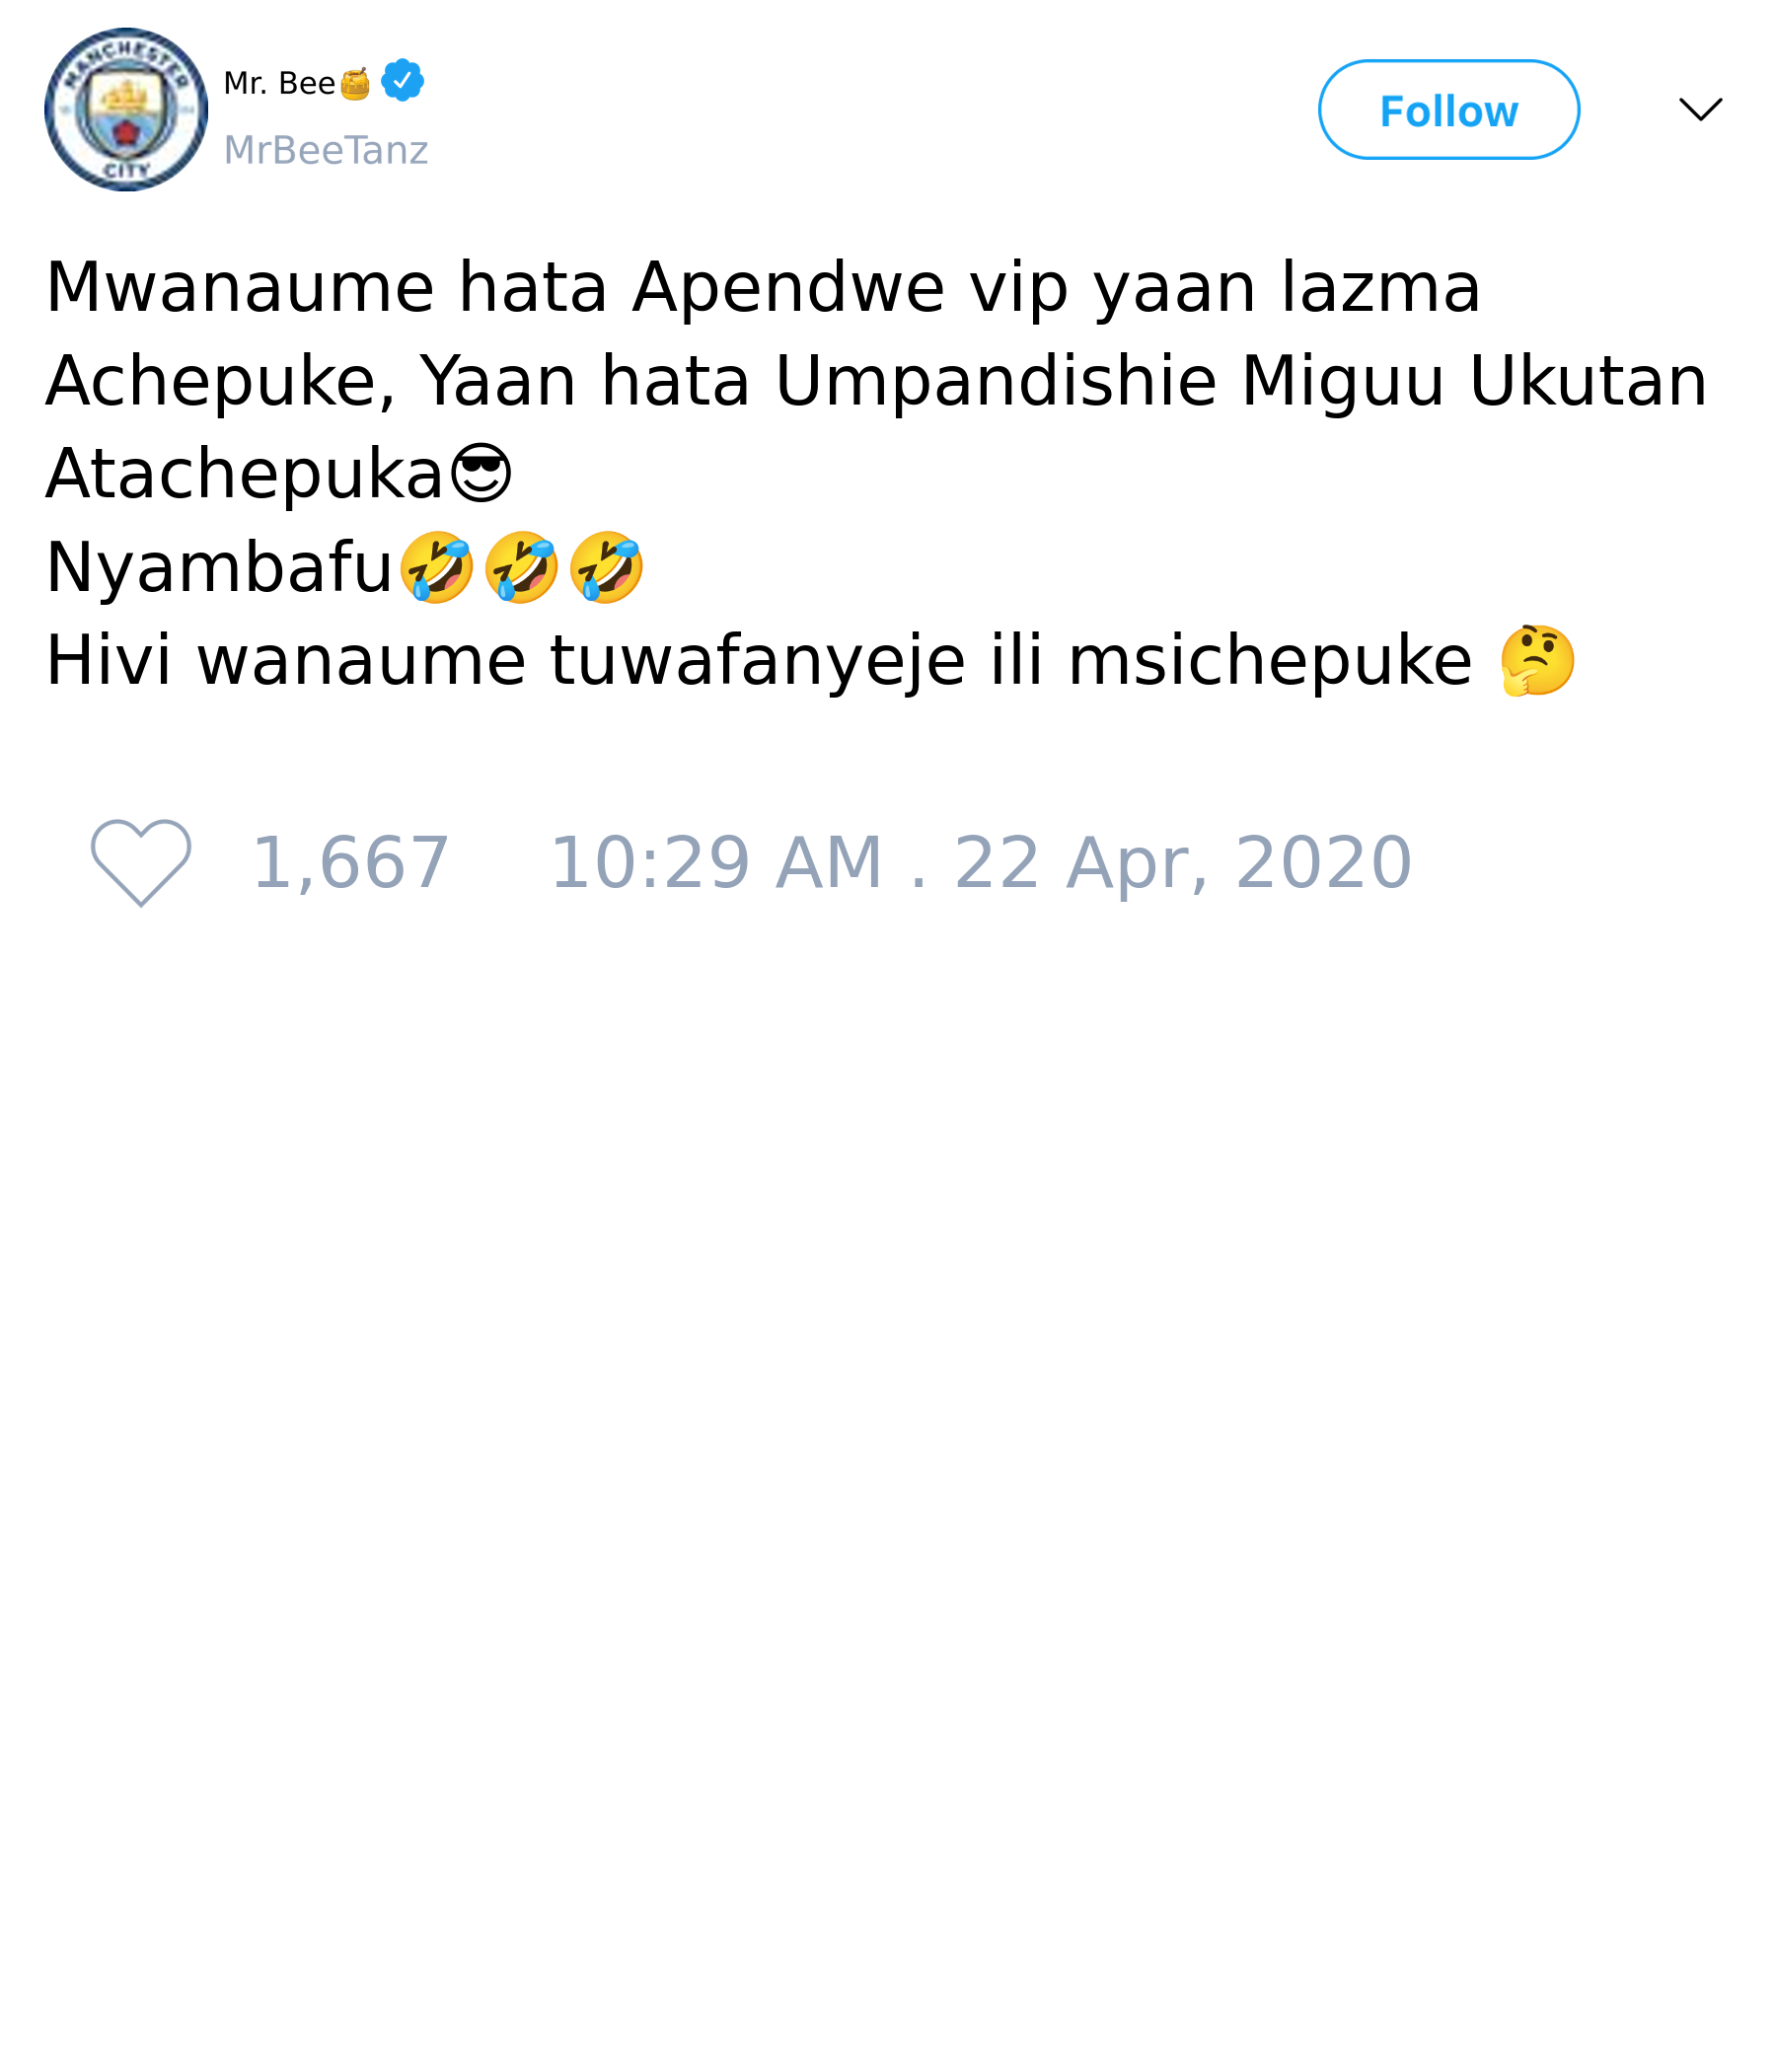 MANCHESTER
CITY
Mr. Bee🍯
MrBeeTanz
Follow
Mwanaume hata Apendwe vip yaan lazma
Achepuke, Yaan hata Umpandishie Miguu Ukutan
Atachepuka😎
Nyambafu🤣🤣🤣
Hivi wanaume tuwafanyeje ili msichepuke 🤔
1,667 10:29 AM . 22 Apr, 2020